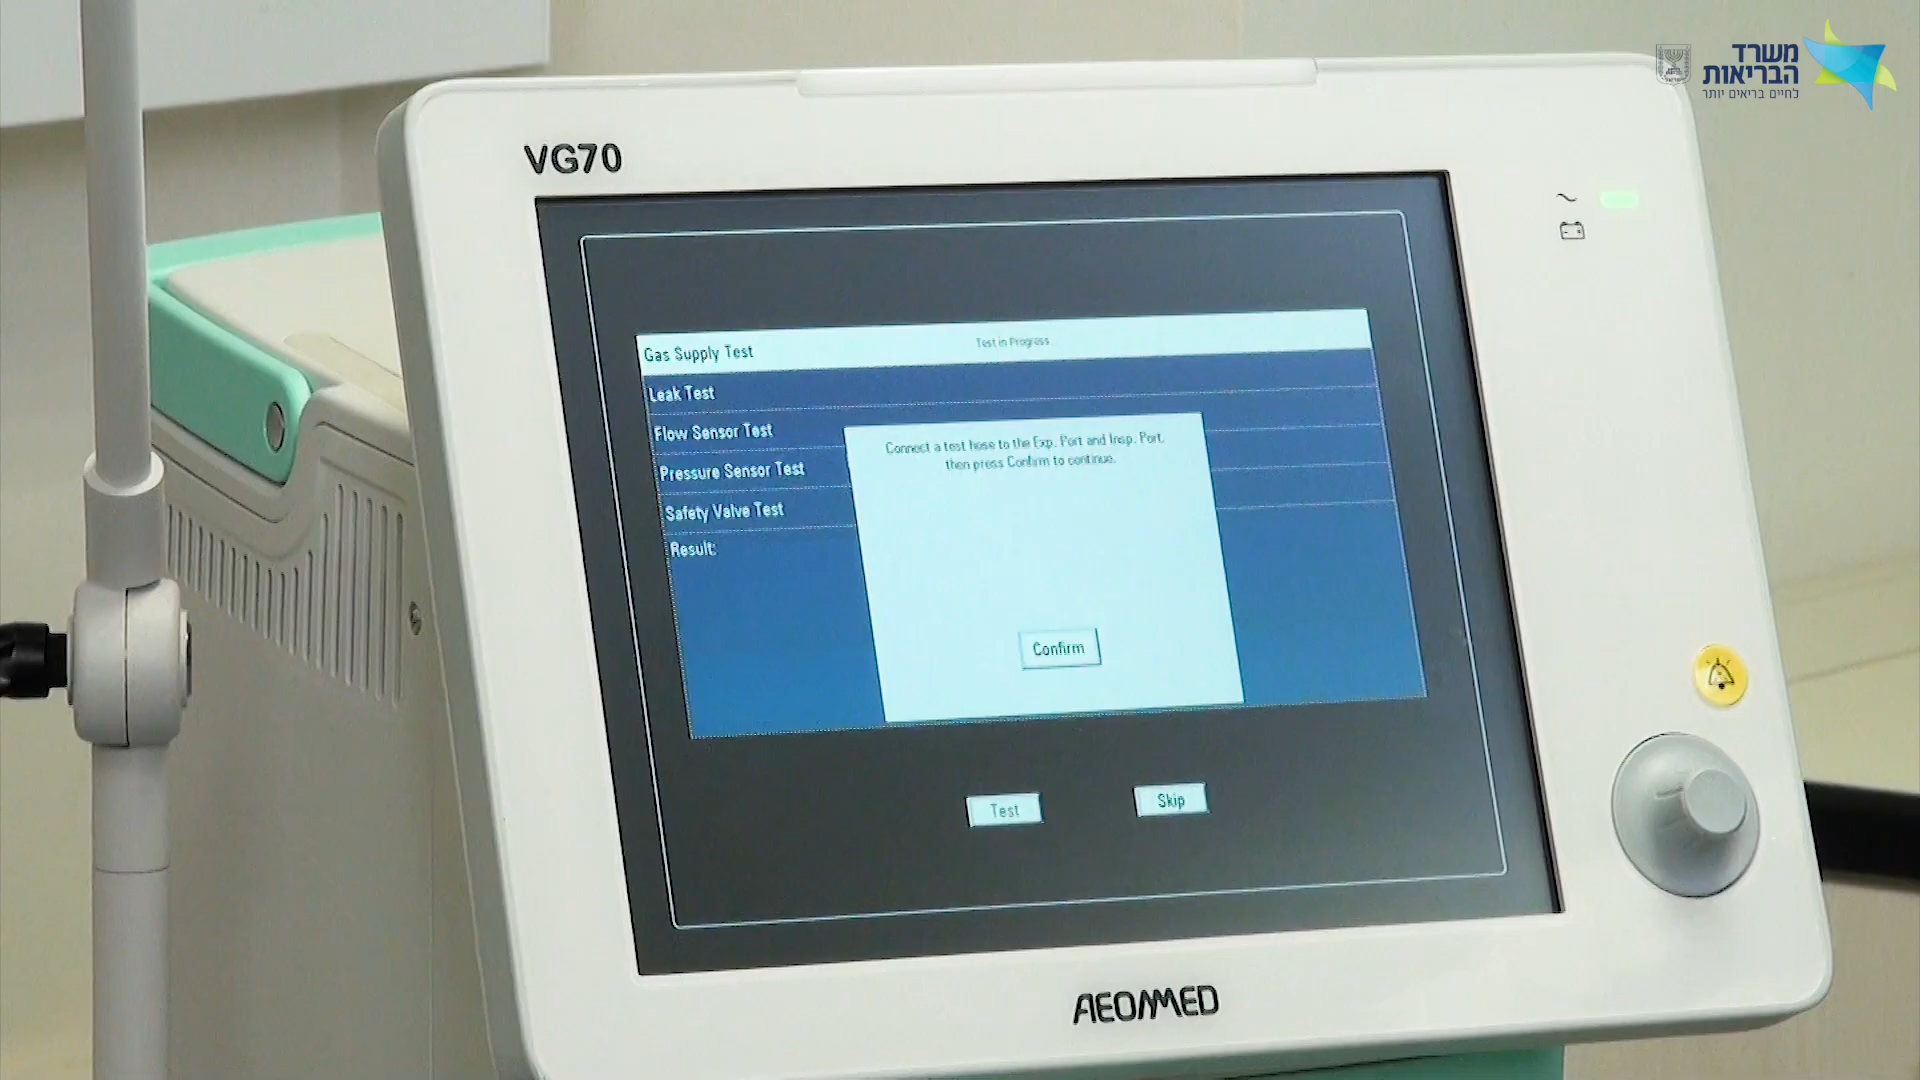 משרד
הבריאות
לחיים בריאים יותר
VG70
Gas Supply Test
Test in Progress
Leak Test
Flow Sensor Test
Pressure Sensor Test
Safety Valve Test
Result:
Connect a test hose to the Exp. Port and Insp. Port,
then press Confirm to continue.
Confirm
Test
Skip
AEONMED